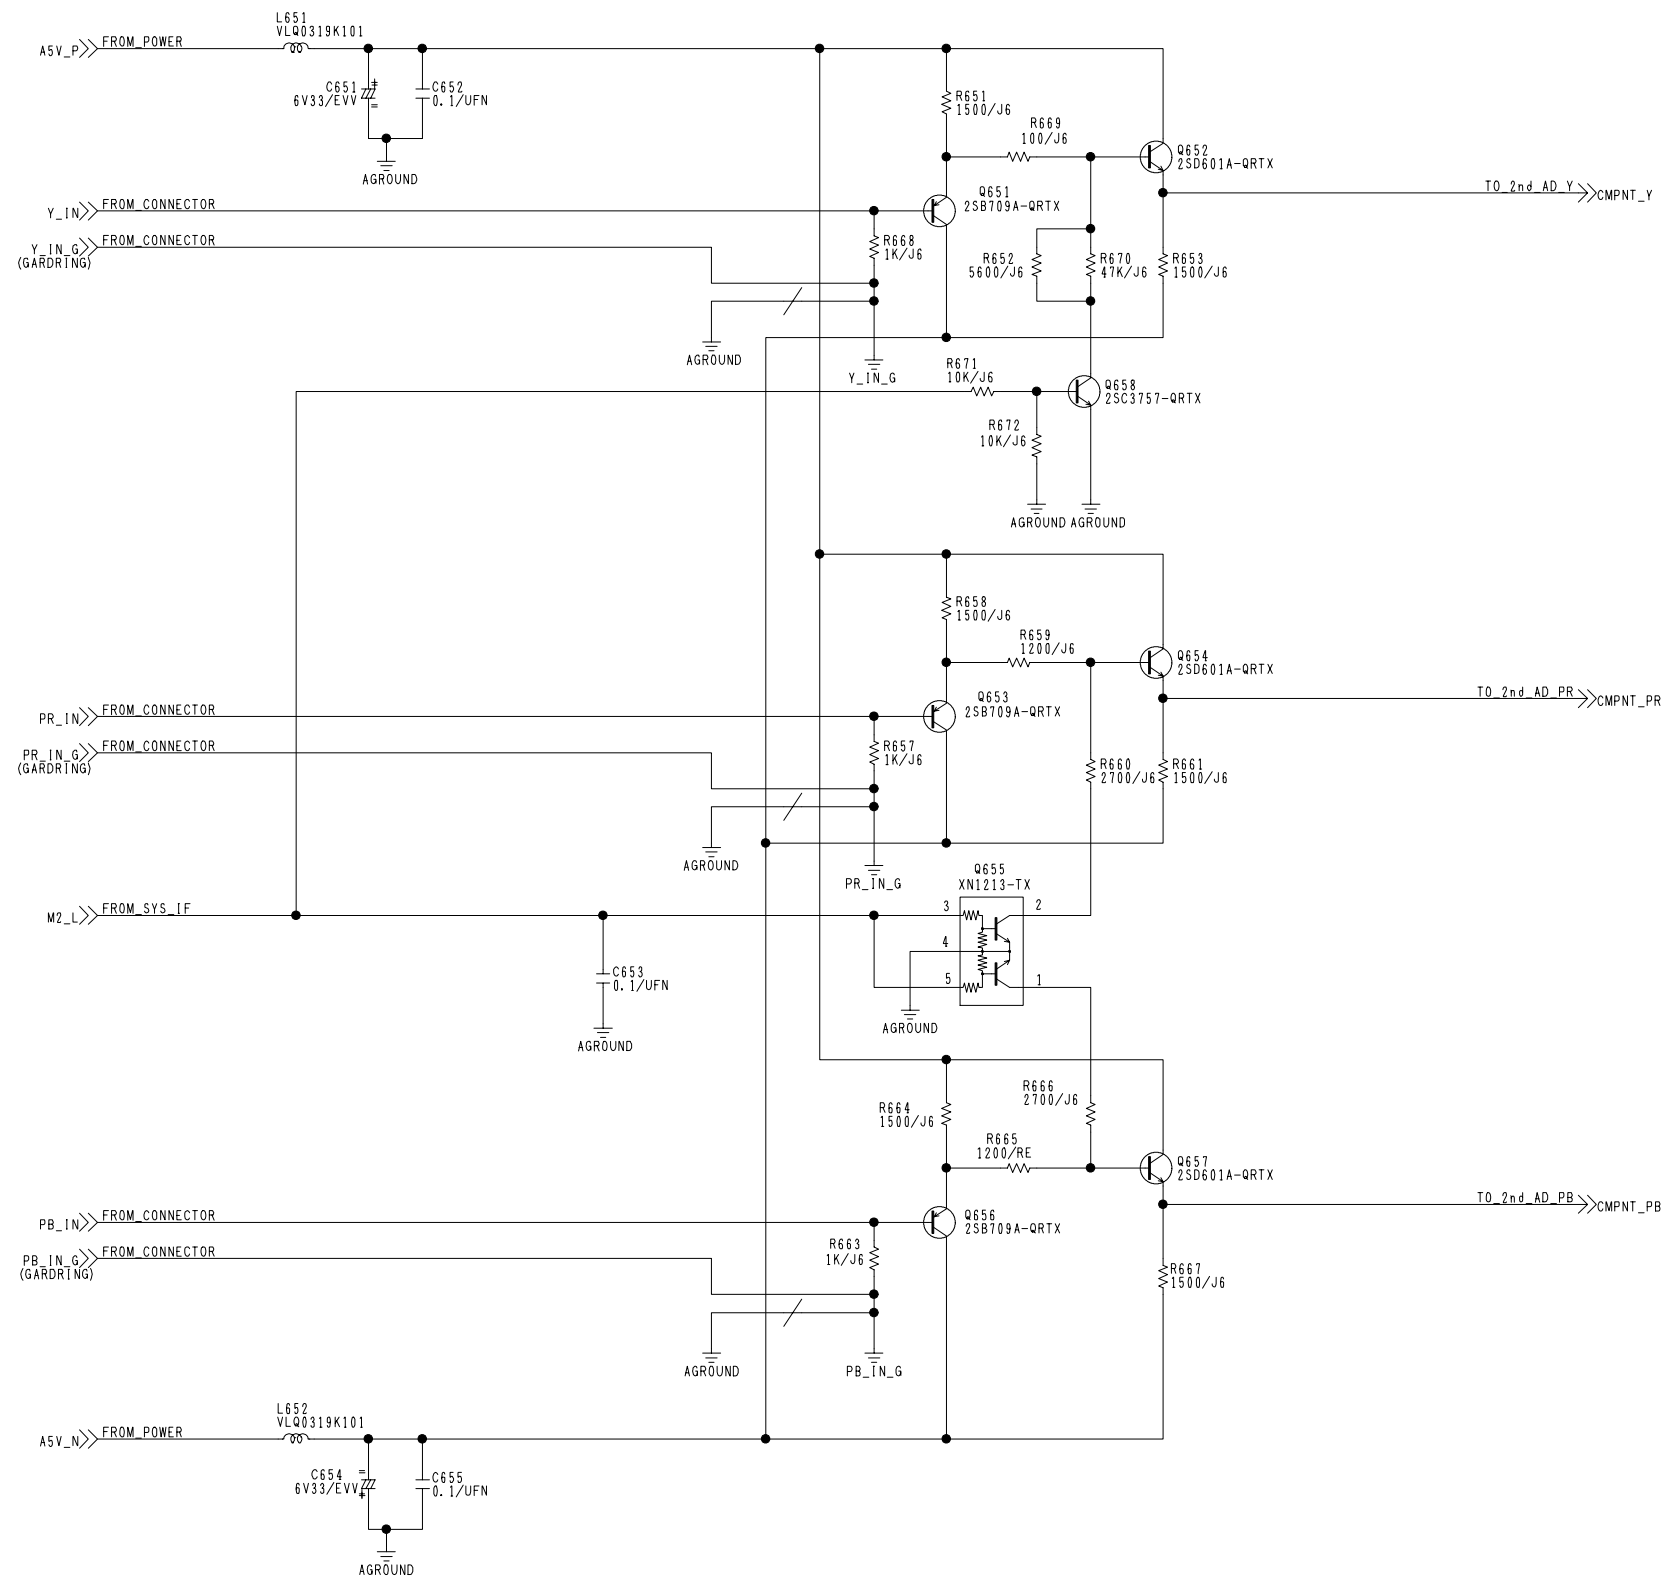 L651
VLQ0319K101
A5V_P
FROM_POWER
C651
6V33/EVV
+
=
C652
0.1/UFN
AGROUND
R651
1500/J6
R669
100/J6
Q652
2SD601A-QRTX
TO_2nd_AD_Y
CMPNT_Y
Y_IN
FROM_CONNECTOR
Q651
2SB709A-QRTX
Y_IN_G
(GARDRING)
FROM_CONNECTOR
R668
1K/J6
R652
5600/J6
R670
47K/J6
R653
1500/J6
AGROUND
Y_IN_G
R671
10K/J6
Q658
2SC3757-QRTX
R672
10K/J6
AGROUND
AGROUND
R658
1500/J6
R659
1200/J6
Q654
2SD601A-QRTX
TO_2nd_AD_PR
CMPNT_PR
PR_IN
FROM_CONNECTOR
Q653
2SB709A-QRTX
PR_IN_G
(GARDRING)
FROM_CONNECTOR
R657
1K/J6
R660
2700/J6
R661
1500/J6
AGROUND
PR_IN_G
Q655
XN1213-TX
M2_L
FROM_SYS_IF
3
2
4
5
1
C653
0.1/UFN
AGROUND
AGROUND
R664
1500/J6
R666
2700/J6
R665
1200/RE
Q657
2SD601A-QRTX
TO_2nd_AD_PB
CMPNT_PB
PB_IN
FROM_CONNECTOR
Q656
2SB709A-QRTX
PB_IN_G
(GARDRING)
FROM_CONNECTOR
R663
1K/J6
R667
1500/J6
AGROUND
PB_IN_G
L652
VLQ0319K101
A5V_N
FROM_POWER
C654
6V33/EVV
=
+
C655
0.1/UFN
AGROUND